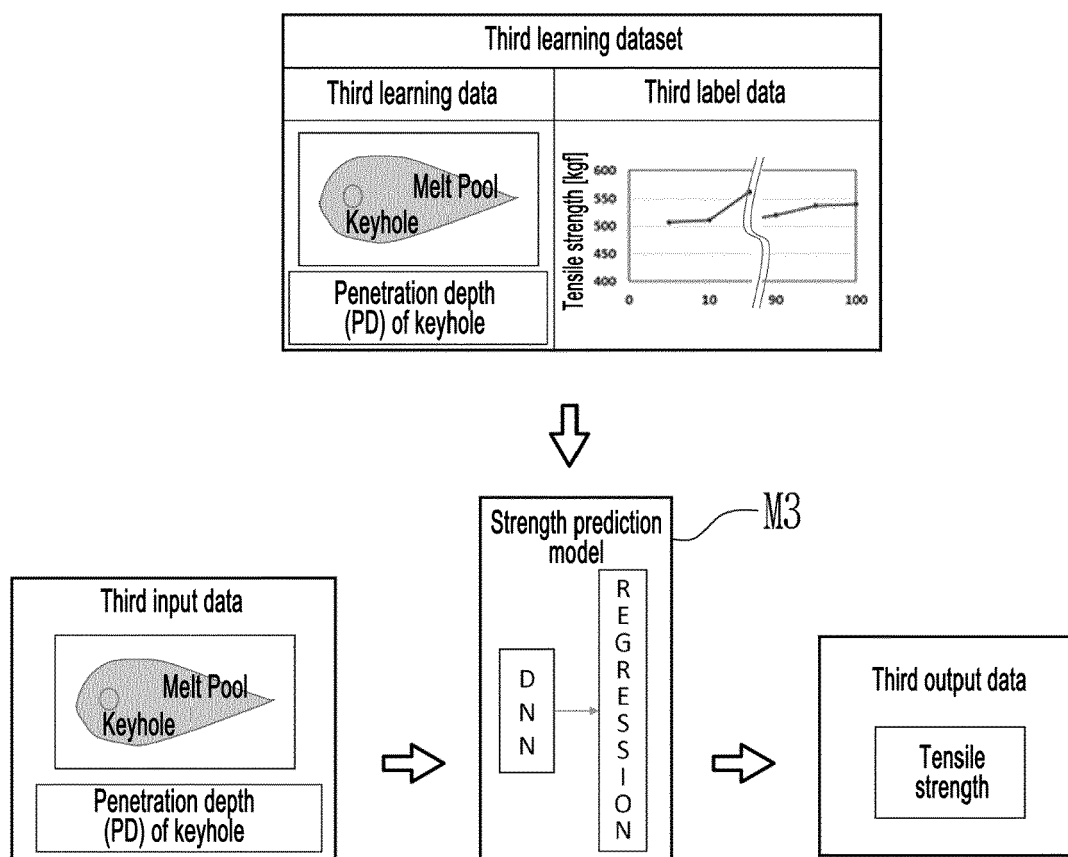 Third learning dataset
Third learning data
Third label data
Melt Pool
Keyhole
Penetration depth
(PD) of keyhole
Tensile strength [kgf]
600
550
500
450
400
0
10
90
100
Strength prediction
model
M3
DNN
REGRESSION
Third input data
Melt Pool
Keyhole
Penetration depth
(PD) of keyhole
Third output data
Tensile
strength